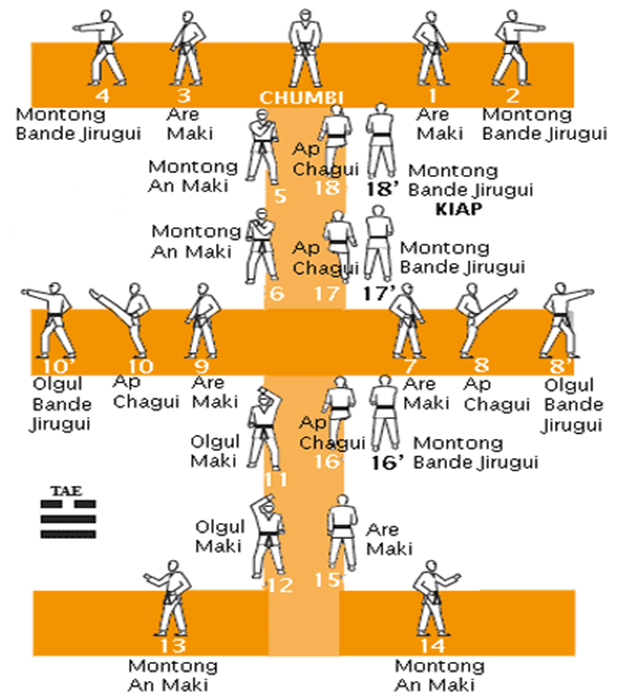 4
3
CHUMBI
1
2
Montong
Bande Jirugui
Are
Maki
Are
Maki
Montong
Bande Jirugui
Montong
An Maki
5
Ap
Chagui
18
18'
Montong
Bande Jirugui
KIAP
Montong
An Maki
6
Ap
Chagui
17
17'
Montong
Bande Jirugui
10'
10
9
7
8
8'
Olgul
Bande
Jirugui
Ap
Chagui
Are
Maki
Are
Maki
Ap
Chagui
Olgul
Bande
Jirugui
Olgul
Maki
11
Ap
Chagui
16
16'
Montong
Bande Jirugui
TAE
Olgul
Maki
12
15
Are
Maki
13
14
Montong
An Maki
Montong
An Maki